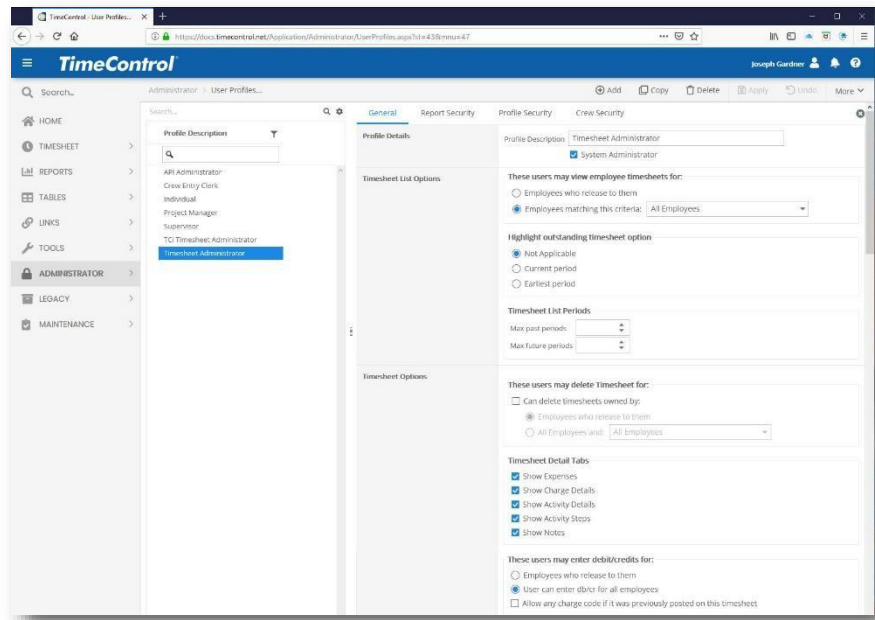 TimeControl - User Profiles...
https://docs.timecontrol.net/Application/Administrator/UserProfiles.aspx?st=438mnu=47
TimeControl
Joseph Gardner
Search...
Administrator > User Profiles...
Add
Copy
Delete
Apply
Undo
More
HOME
TIMESHEET
REPORTS
TABLES
LINKS
TOOLS
ADMINISTRATOR
LEGACY
MAINTENANCE
Search...
Profile Description
API Administrator
Crew Entry Clerk
Individual
Project Manager
Supervisor
TCi Timesheet Administrator
Timesheet Administrator
General Report Security Profile Security Crew Security
Profile Details
Profile Description Timesheet Administrator
System Administrator
Timesheet List Options
These users may view employee timesheets for:
Employees who release to them
Employees matching this criteria: All Employees
Highlight outstanding timesheet option
Not Applicable
Current period
Earliest period
Timesheet List Periods
Max past periods
Max future periods
Timesheet Options
These users may delete Timesheet for:
Can delete timesheets owned by:
Employees who release to them
All Employees and: All Employees
Timesheet Detail Tabs
Show Expenses
Show Charge Details
Show Activity Details
Show Activity Steps
Show Notes
These users may enter debit/credits for:
Employees who release to them
User can enter db/cr for all employees
Allow any charge code if it was previously posted on this timesheet